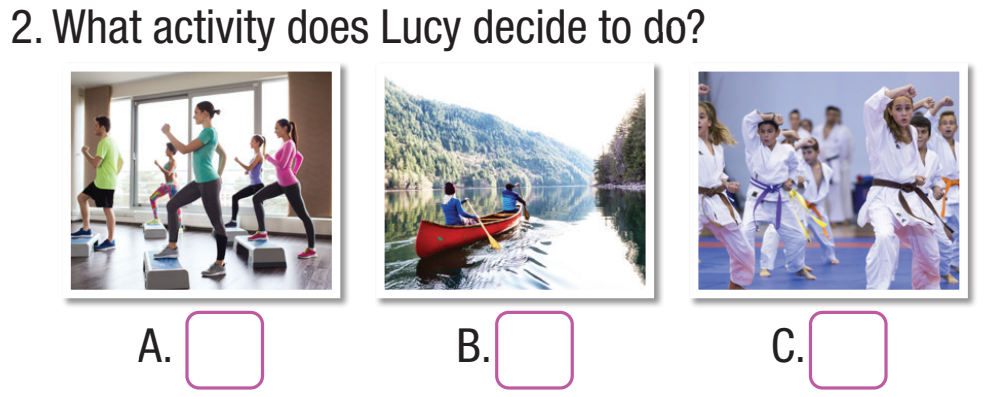 2. What activity does Lucy decide to do?
A.
B.
C.